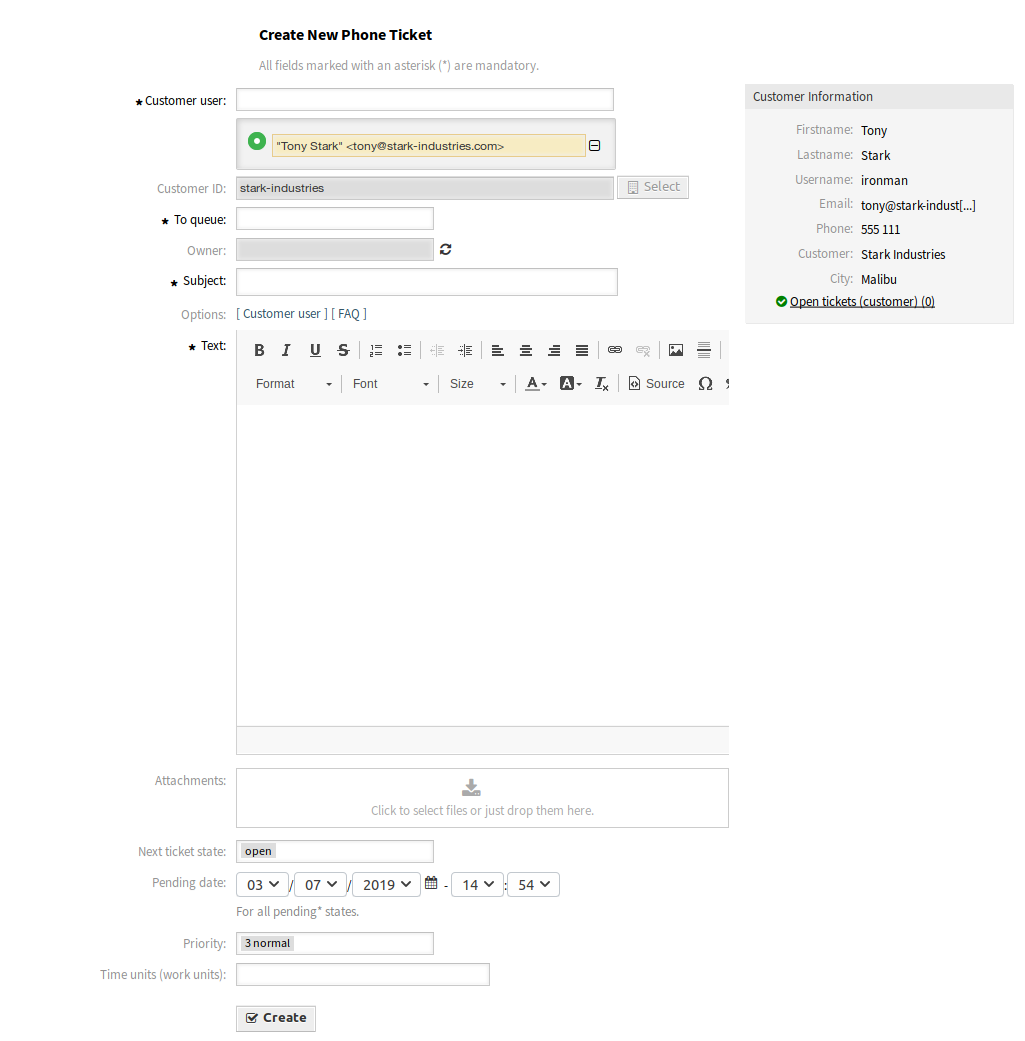 Create New Phone Ticket
All fields marked with an asterisk (*) are mandatory.
★ Customer user:
"Tony Stark" <tony@stark-industries.com>
Customer ID: stark-industries Select
★ To queue:
Owner:
★ Subject:
Options: [ Customer user ] [ FAQ ]
★ Text:
B I U S
Format Font Size A A Tx Source Ω
Attachments:
Click to select files or just drop them here.
Next ticket state: open
Pending date: 03 / 07 / 2019 - 14 : 54
For all pending* states.
Priority: 3 normal
Time units (work units):
Create
Customer Information
Firstname: Tony
Lastname: Stark
Username: ironman
Email: tony@stark-indust[...]
Phone: 555 111
Customer: Stark Industries
City: Malibu
Open tickets (customer) (0)